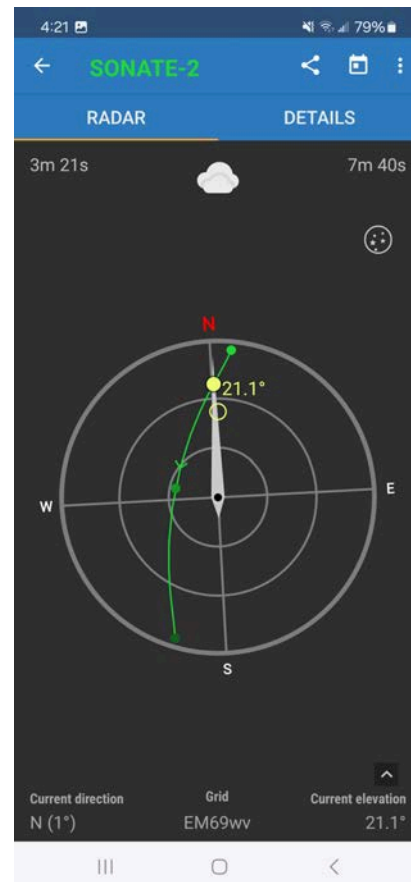 4:21 79%
SONATE-2
RADAR DETAILS
3m 21s 7m 40s
N
21.1°
W E
S
Current direction Grid Current elevation
N (1°) EM69wv 21.1°